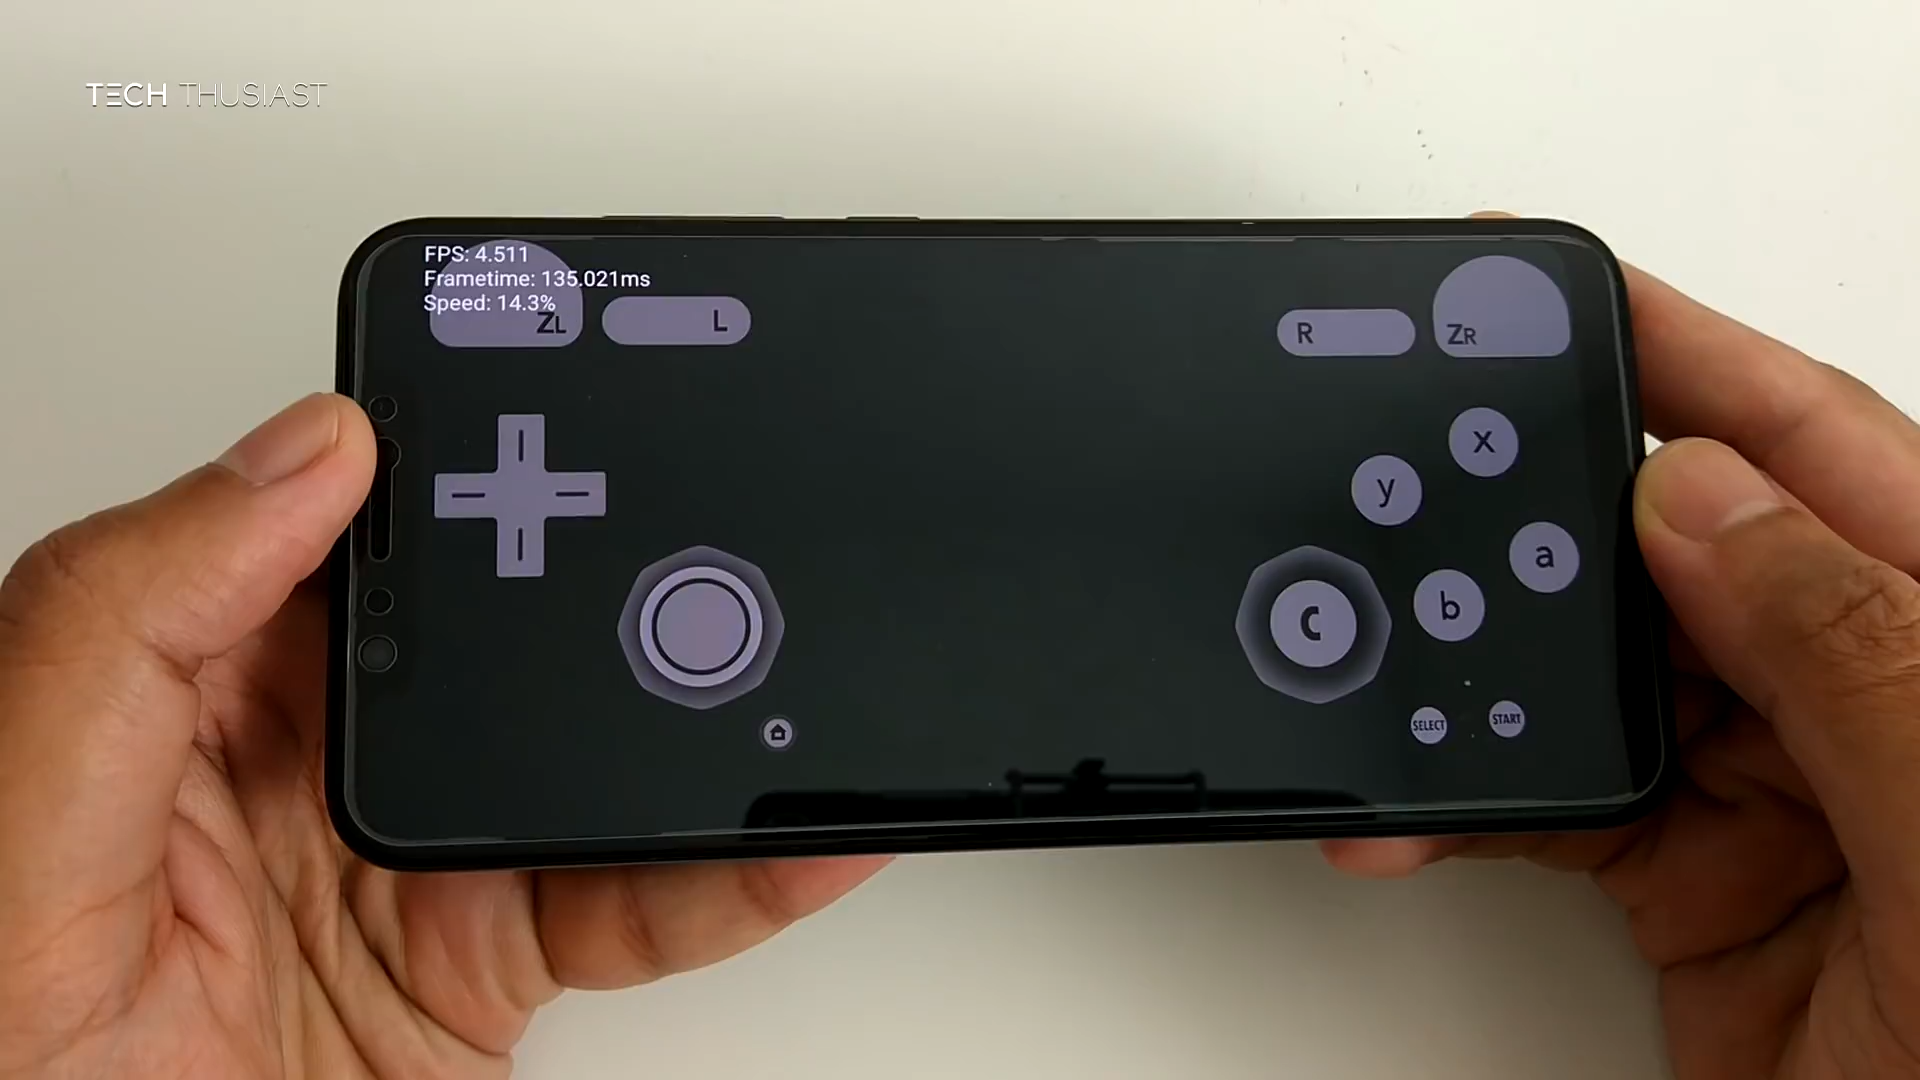 TECH THUSIAST
FPS: 4.511
Frametime: 135.021ms
Speed: 14.3%
ZL
L
R
ZR
x
y
a
b
C
SELECT
START